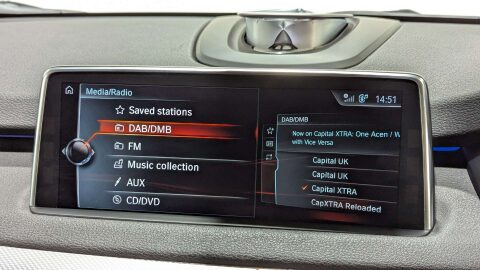 Media/Radio
14:51
Saved stations
DAB/DMB
FM
Music collection
AUX
CD/DVD
DAB/DMB
Now on Capital XTRA: One Acen / W
with Vice Versa
Capital UK
Capital UK
Capital XTRA
CapXTRA Reloaded